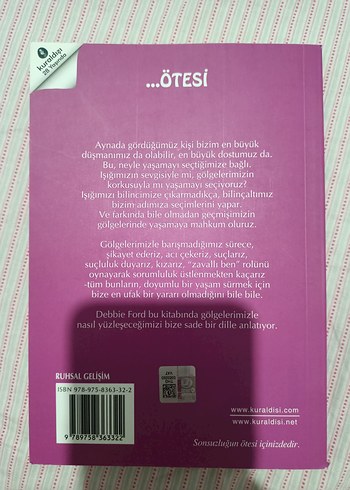 kuraldışı
28 Yaşında
...ÖTESİ
Aynada gördüğümüz kişi bizim en büyük
düşmanımız da olabilir, en büyük dostumuz da.
Bu, neyle yaşamayı seçtiğimize bağlı.
Işığımızın sevgisiyle mi, gölgelerimizin
korkusuyla mı yaşamayı seçiyoruz?
Işığımızı bilincimize çıkarmadıkça, bilinçaltımız
bizim adımıza seçimlerini yapar.
Ve farkında bile olmadan geçmişimizin
gölgelerinde yaşamaya mahkum oluruz.
Gölgelerimizle barışmadığımız sürece,
şikayet ederiz, acı çekeriz, suçlarız,
suçluluk duyarız, kızarız, “zavallı ben” rolünü
oynayarak sorumluluk üstlenmekten kaçarız
-tüm bunların, doyumlu bir yaşam sürmek için
bize en ufak bir yararı olmadığını bile bile.
Debbie Ford bu kitabında gölgelerimizle
nasıl yüzleşeceğimizi bize sade bir dille anlatıyor.
RUHSAL GELİŞİM
ISBN 978-975-8363-32-2
9 789758 363322
www.kuraldisi.com
www.kuraldisi.net
Sonsuzluğun ötesi içinizdedir.